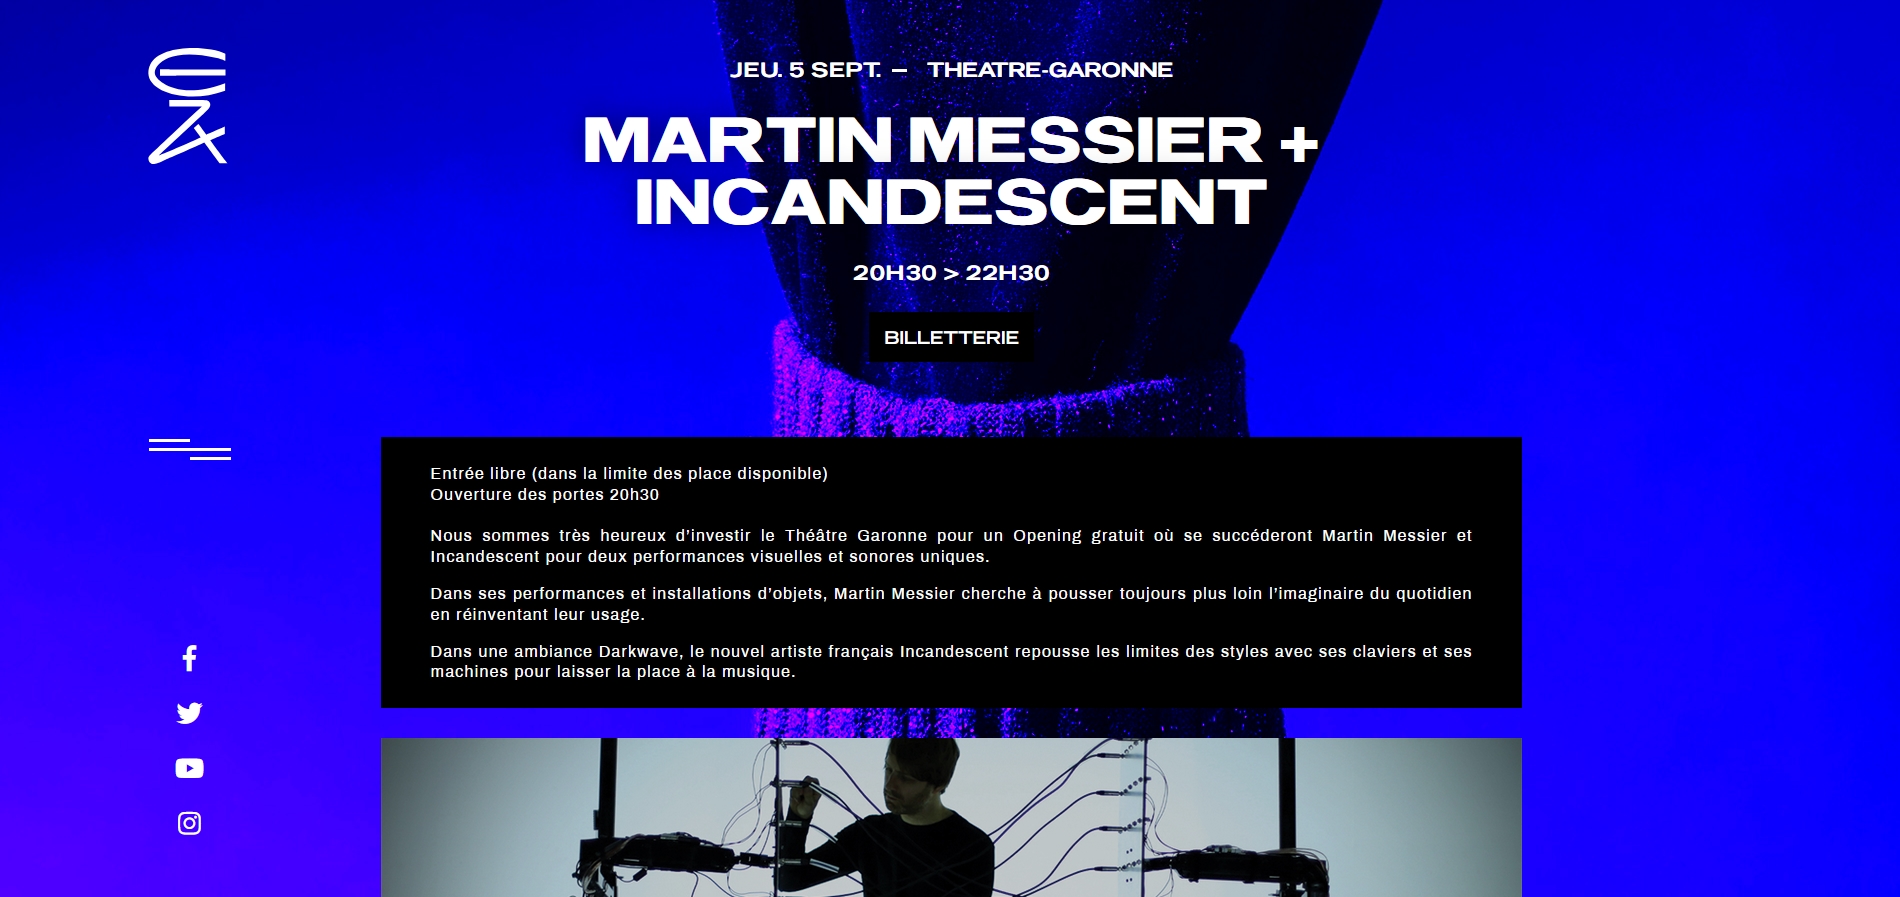 JEU. 5 SEPT. — THEATRE-GARONNE
MARTIN MESSIER +
INCANDESCENT
20H30 > 22H30
BILLETTERIE
Entrée libre (dans la limite des place disponible)
Ouverture des portes 20h30
Nous sommes très heureux d’investir le Théâtre Garonne pour un Opening gratuit où se succéderont Martin Messier et
Incandescent pour deux performances visuelles et sonores uniques.
Dans ses performances et installations d’objets, Martin Messier cherche à pousser toujours plus loin l’imaginaire du quotidien
en réinventant leur usage.
Dans une ambiance Darkwave, le nouvel artiste français Incandescent repousse les limites des styles avec ses claviers et ses
machines pour laisser la place à la musique.